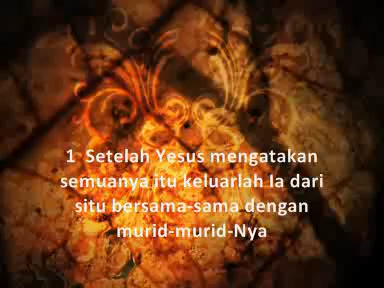 1 Setelah Yesus mengatakan
semuanya itu keluarlah Ia dari
situ bersama-sama dengan
murid-murid-Nya